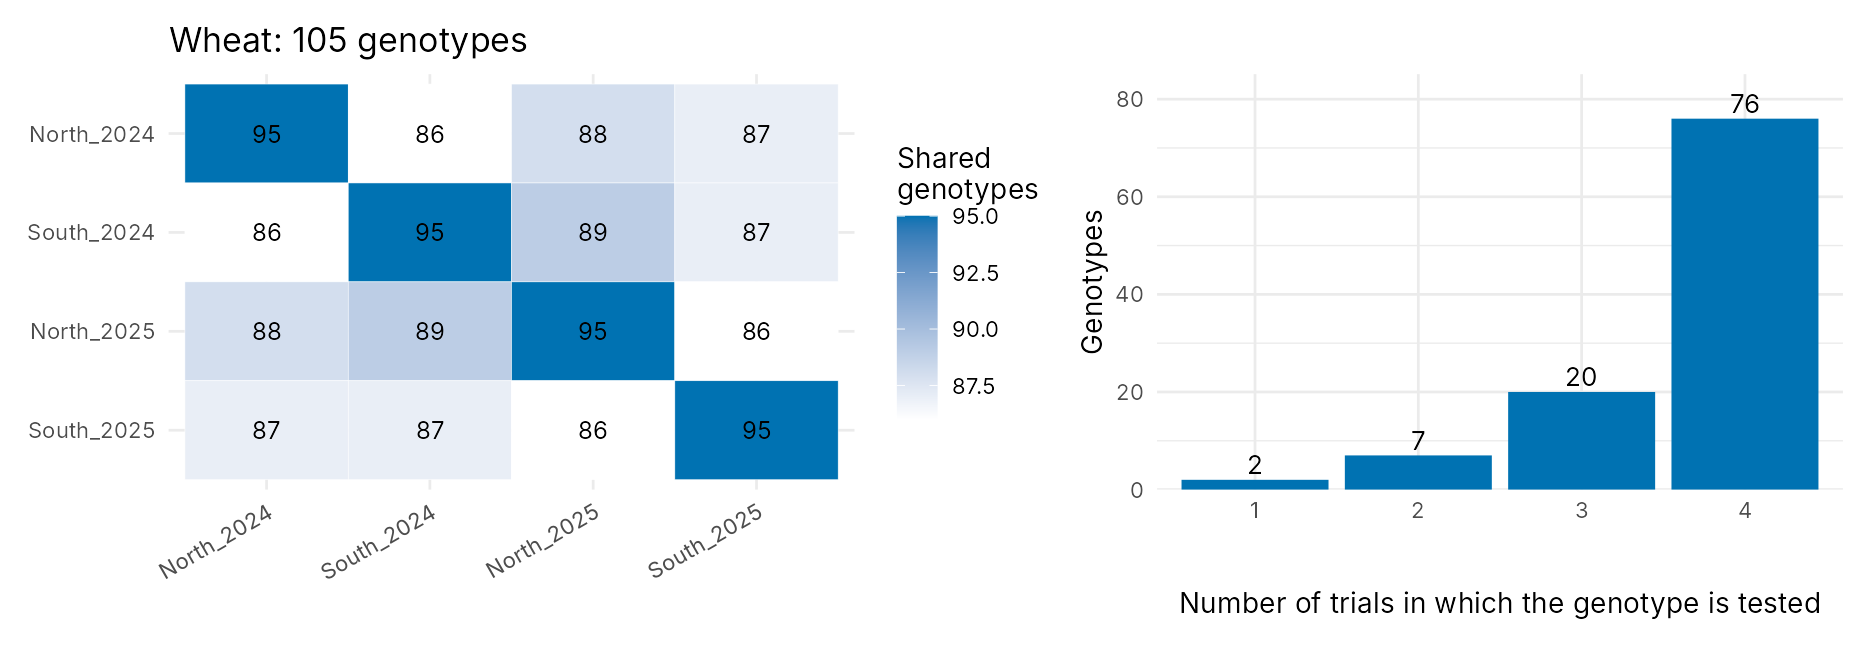 Wheat: 105 genotypes
North_2024
95
86
88
87
South_2024
86
95
89
87
North_2025
88
89
95
86
South_2025
87
87
86
95
North_2024
South_2024
North_2025
South_2025
Shared
genotypes
95.0
92.5
90.0
87.5
Genotypes
80
60
40
20
0
2
7
20
76
1
2
3
4
Number of trials in which the genotype is tested